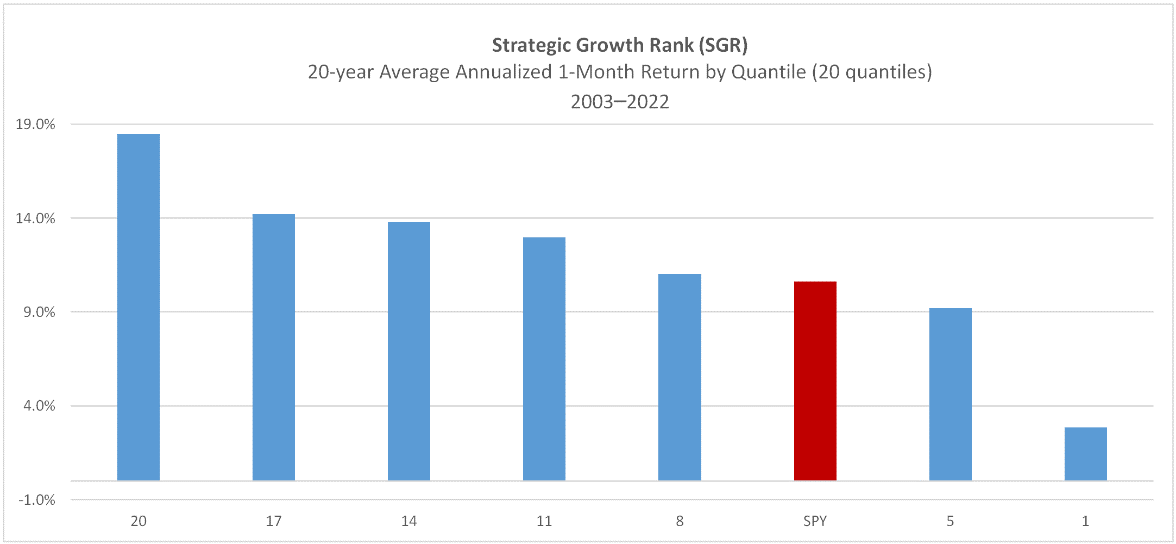 Strategic Growth Rank (SGR)
20-year Average Annualized 1-Month Return by Quantile (20 quantiles)
2003—2022
19.0%
14.0%
9.0%
4.0%
-1.0%
20 17 14 11 8 SPY 5 1